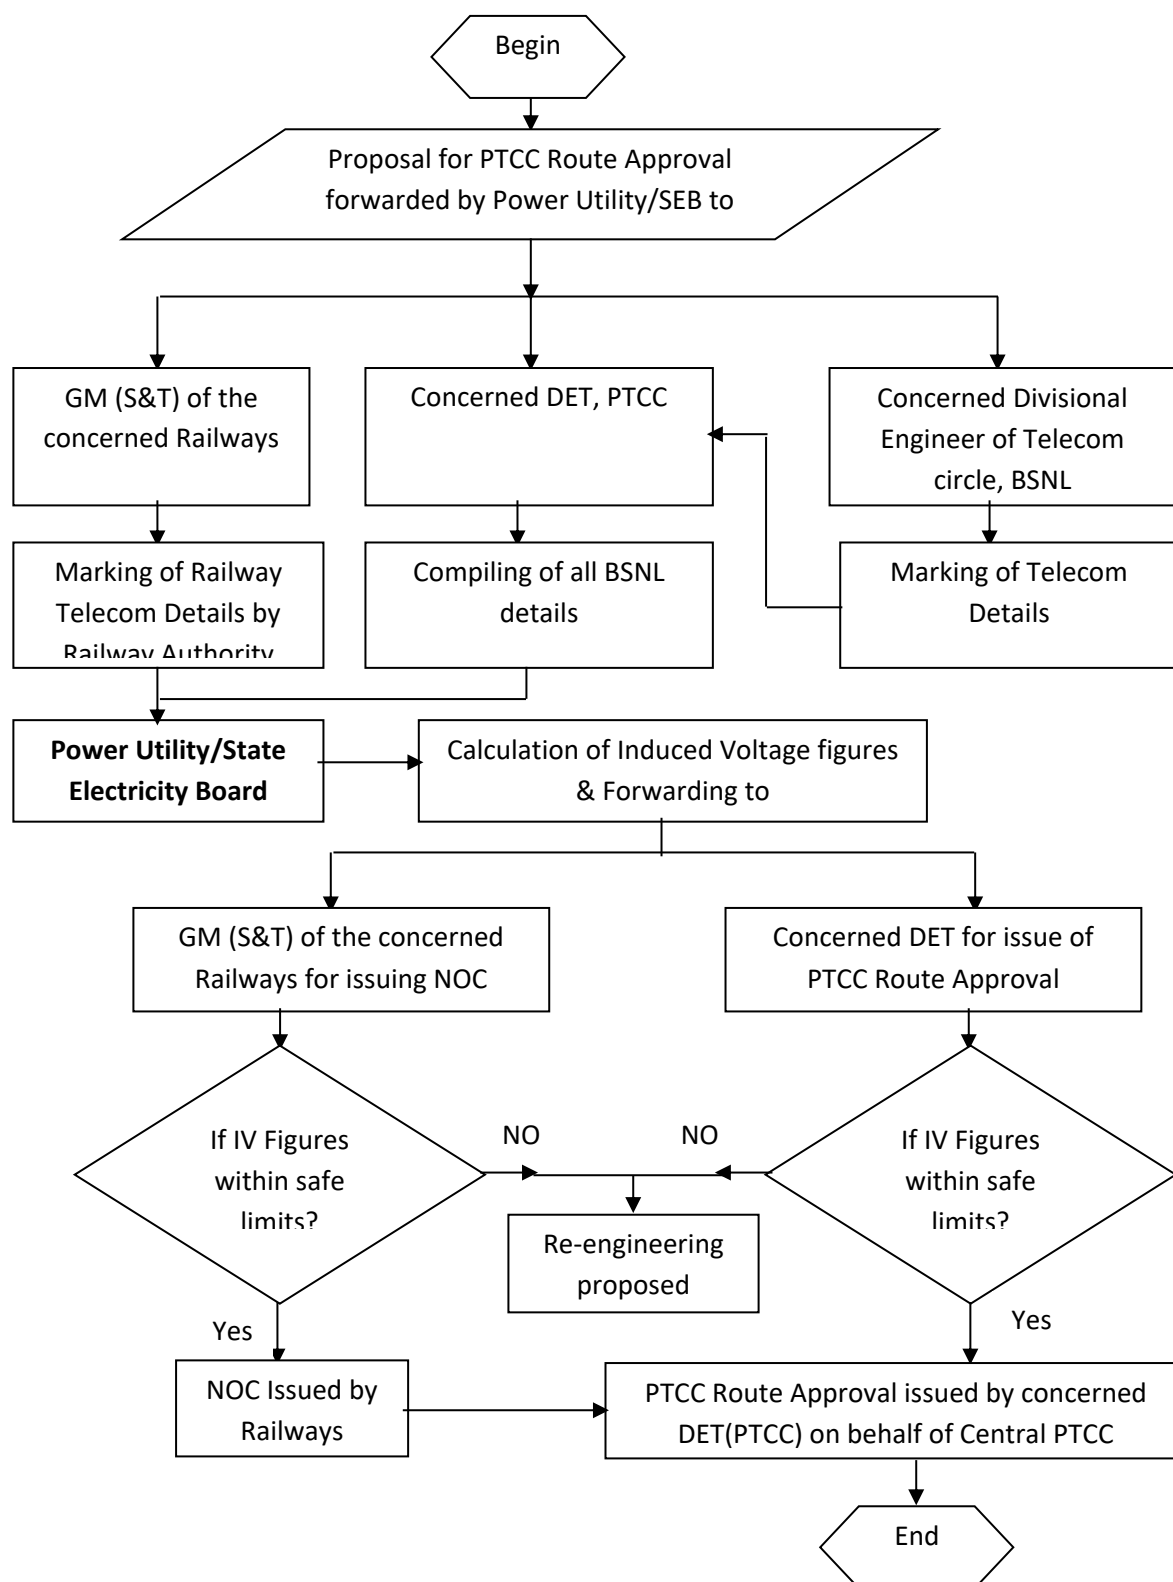 Begin
Proposal for PTCC Route Approval
forwarded by Power Utility/SEB to
GM (S&T) of the
concerned Railways
Concerned DET, PTCC
Concerned Divisional
Engineer of Telecom
circle, BSNL
Marking of Railway
Telecom Details by
Railway Authority
Compiling of all BSNL
details
Marking of Telecom
Details
Power Utility/State
Electricity Board
Calculation of Induced Voltage figures
& Forwarding to
GM (S&T) of the concerned
Railways for issuing NOC
Concerned DET for issue of
PTCC Route Approval
If IV Figures
within safe
limits?
NO
NO
If IV Figures
within safe
limits?
Re-engineering
proposed
Yes
Yes
NOC Issued by
Railways
PTCC Route Approval issued by concerned
DET(PTCC) on behalf of Central PTCC
End